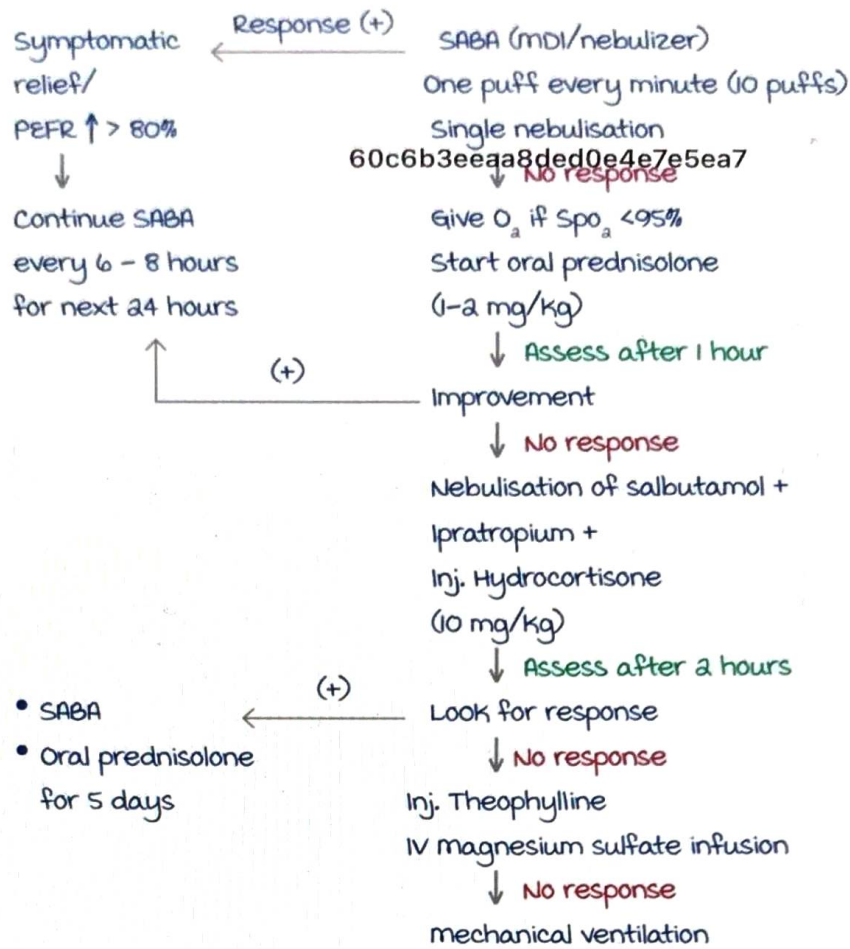 Response (+)
Symptomatic
relief/
PEFR ↑ > 80%
Continue SABA
every 6 – 8 hours
for next 24 hours
SABA (MDI/nebulizer)
One puff every minute (10 puffs)
Single nebulisation
60c6b3eeaa8ded0e4e7e5ea7
No response
Give O₂ if SpO₂ <95%
Start oral prednisolone
(1–2 mg/kg)
Assess after 1 hour
(+)
Improvement
No response
Nebulisation of salbutamol +
Ipratropium +
Inj. Hydrocortisone
(10 mg/kg)
Assess after 2 hours
(+)
Look for response
• SABA
• Oral prednisolone
for 5 days
No response
Inj. Theophylline
IV magnesium sulfate infusion
No response
mechanical ventilation